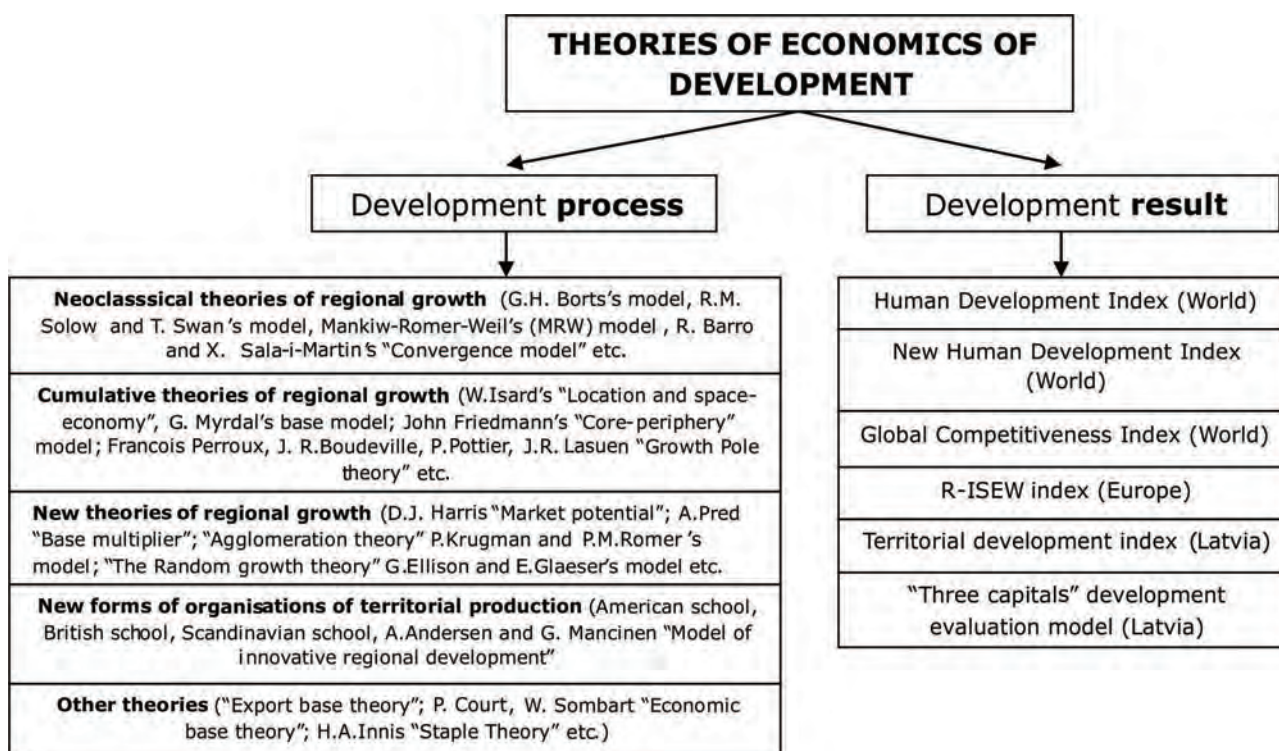 THEORIES OF ECONOMICS OF
DEVELOPMENT
Development process
Neoclasssical theories of regional growth (G.H. Borts's model, R.M.
Solow and T. Swan's model, Mankiw-Romer-Weil's (MRW) model , R. Barro
and X. Sala-i-Martin's “Convergence model” etc.
Cumulative theories of regional growth (W.Isard's “Location and space-
economy”, G. Myrdal's base model; John Friedmann's “Core-periphery”
model; Francois Perroux, J. R.Boudeville, P.Pottier, J.R. Lasuen “Growth Pole
theory” etc.
New theories of regional growth (D.J. Harris “Market potential”; A.Pred
“Base multiplier”; “Agglomeration theory” P.Krugman and P.M.Romer's
model; “The Random growth theory” G.Ellison and E.Glaeser's model etc.
New forms of organisations of territorial production (American school,
British school, Scandinavian school, A.Andersen and G. Mancinen “Model of
innovative regional development”
Other theories (“Export base theory”; P. Court, W. Sombart “Economic
base theory”; H.A.Innis “Staple Theory” etc.)
Development result
Human Development Index (World)
New Human Development Index
(World)
Global Competitiveness Index (World)
R-ISEW index (Europe)
Territorial development index (Latvia)
“Three capitals” development
evaluation model (Latvia)